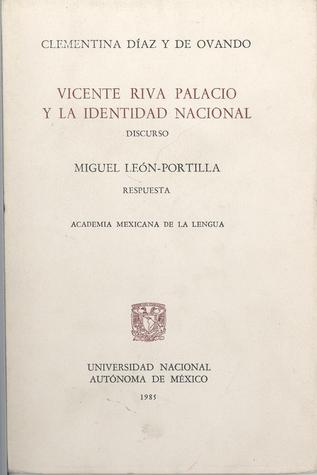 CLEMENTINA DÍAZ Y DE OVANDO
VICENTE RIVA PALACIO
Y LA IDENTIDAD NACIONAL
DISCURSO
MIGUEL LEÓN-PORTILLA
RESPUESTA
ACADEMIA MEXICANA DE LA LENGUA
UNIVERSIDAD NACIONAL
AUTÓNOMA DE MÉXICO
1985